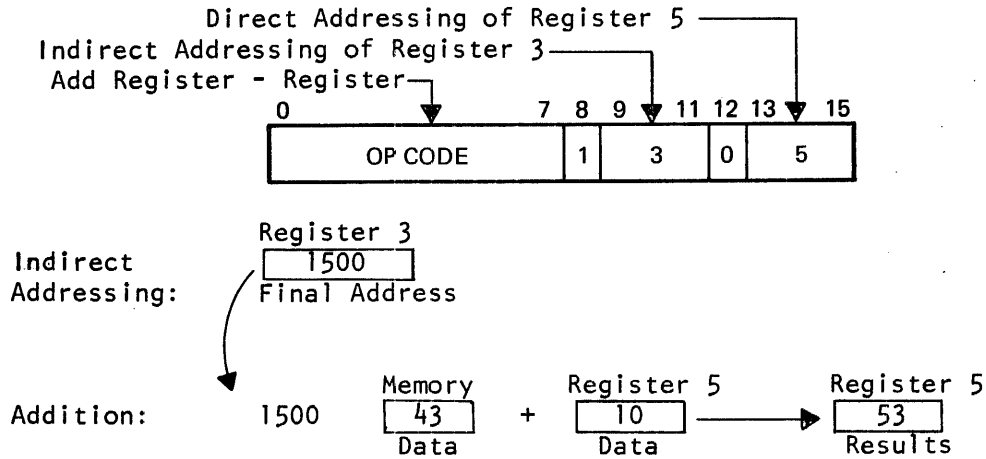 Direct Addressing of Register 5
Indirect Addressing of Register 3
Add Register - Register
0 7 8 9 11 12 13 15
OP CODE 1 3 0 5
Register 3
Indirect 1500
Addressing: Final Address
Memory Register 5 Register 5
Addition: 1500 43 + 10 53
Data Data Results